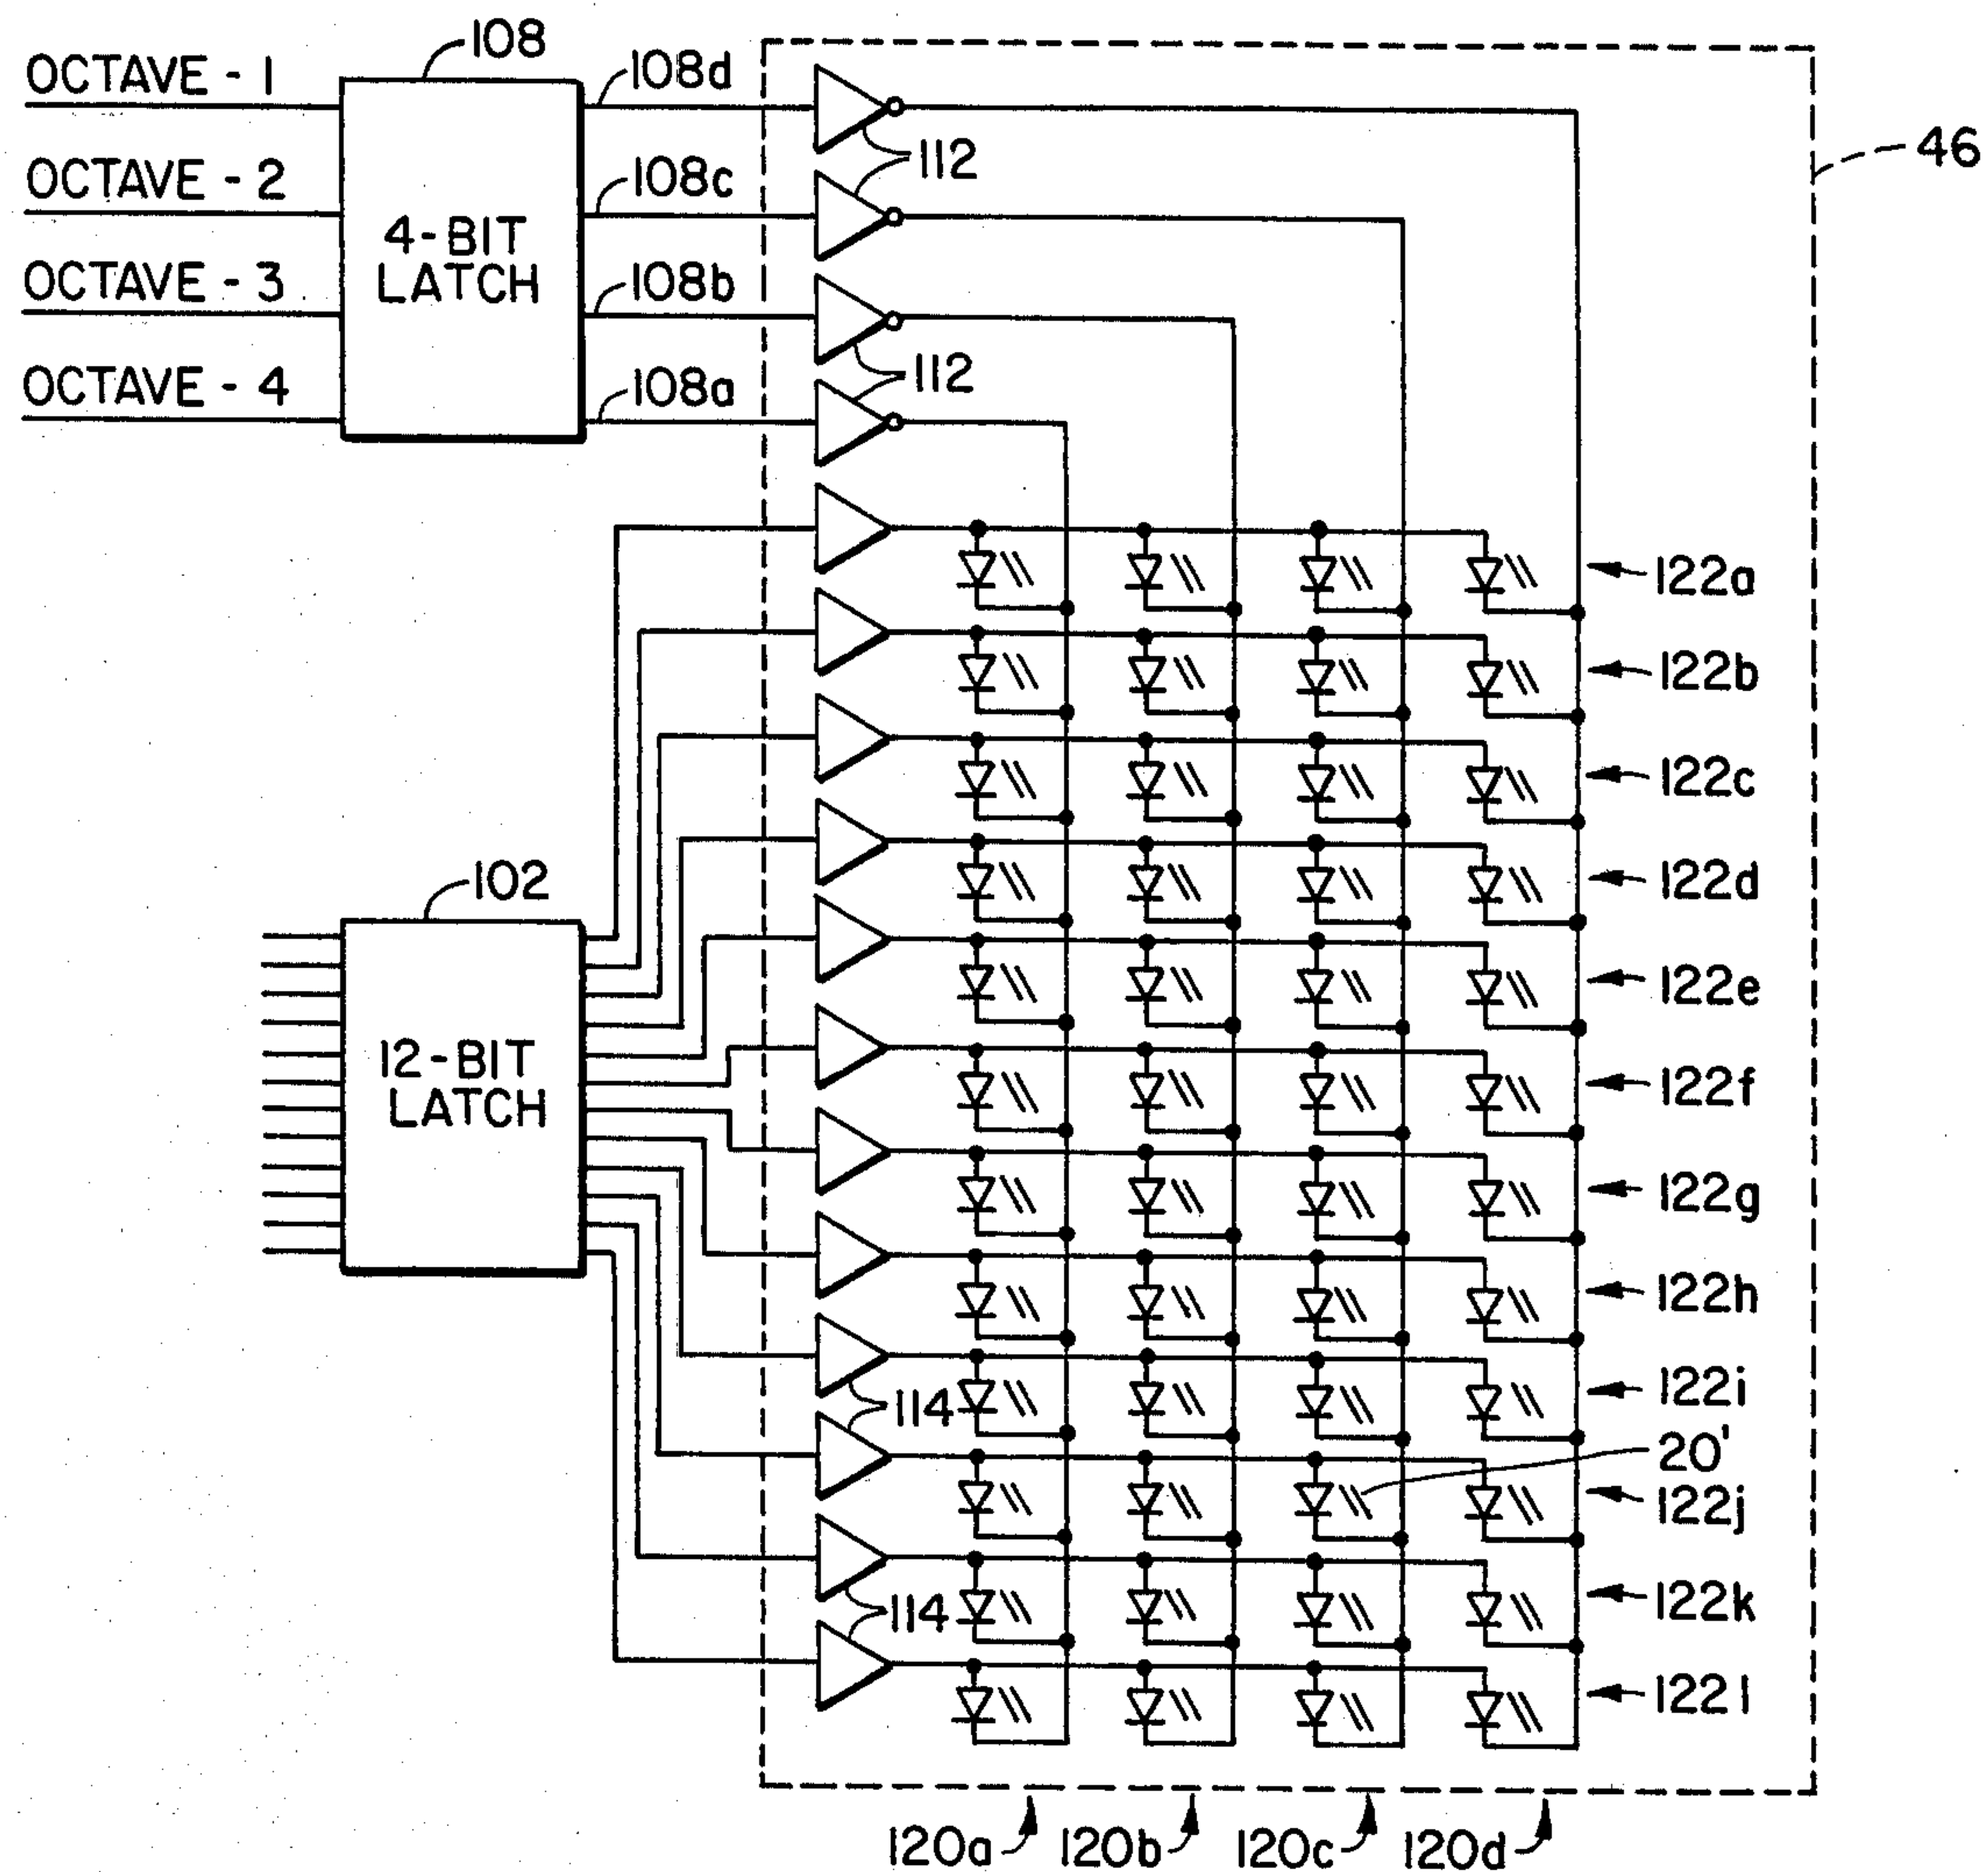 OCTAVE - 1
108
108d
46
112
OCTAVE - 2
108c
4-BIT
LATCH
OCTAVE - 3
108b
112
OCTAVE - 4
108a
122a
122b
122c
122d
102
122e
12-BIT
LATCH
122f
122g
122h
122i
114
20'
122j
122k
114
122l
120a
120b
120c
120d